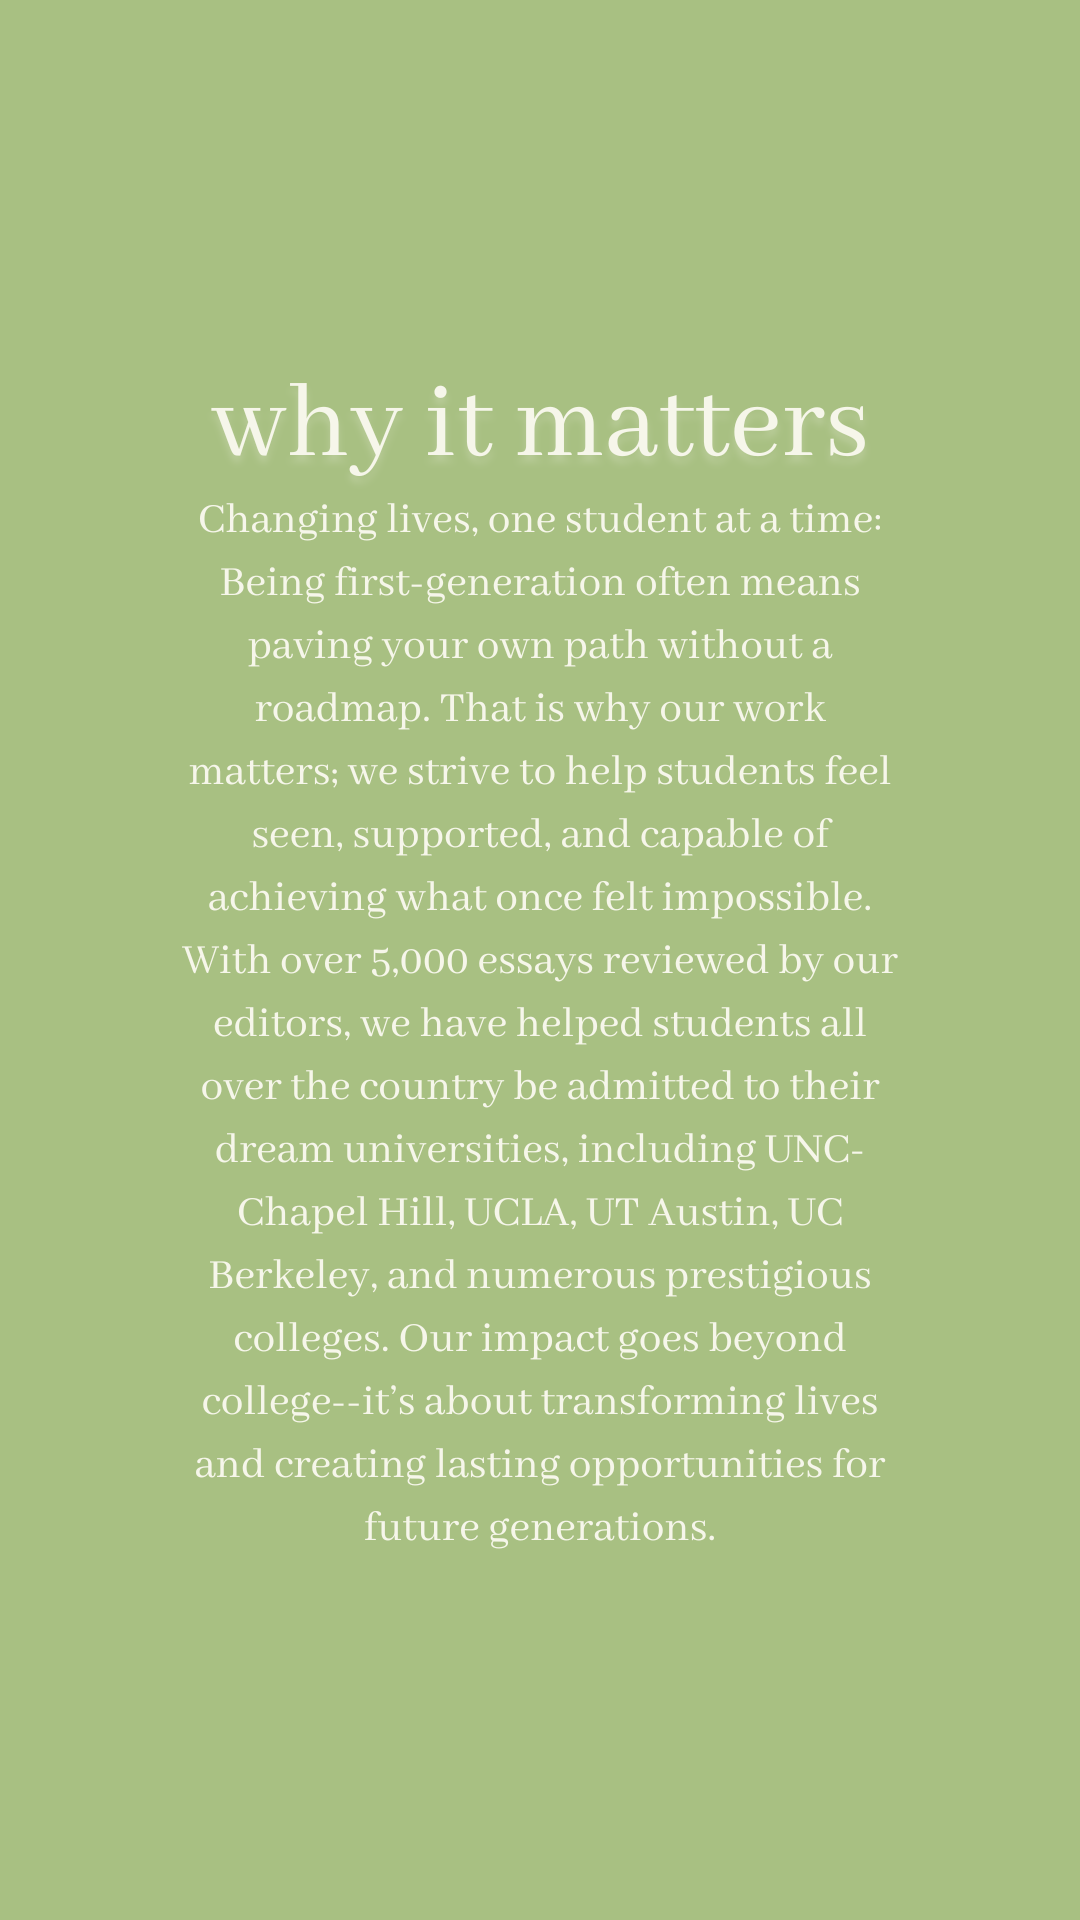 why it matters
Changing lives, one student at a time:
Being first-generation often means
paving your own path without a
roadmap. That is why our work
matters; we strive to help students feel
seen, supported, and capable of
achieving what once felt impossible.
With over 5,000 essays reviewed by our
editors, we have helped students all
over the country be admitted to their
dream universities, including UNC-
Chapel Hill, UCLA, UT Austin, UC
Berkeley, and numerous prestigious
colleges. Our impact goes beyond
college--it’s about transforming lives
and creating lasting opportunities for
future generations.